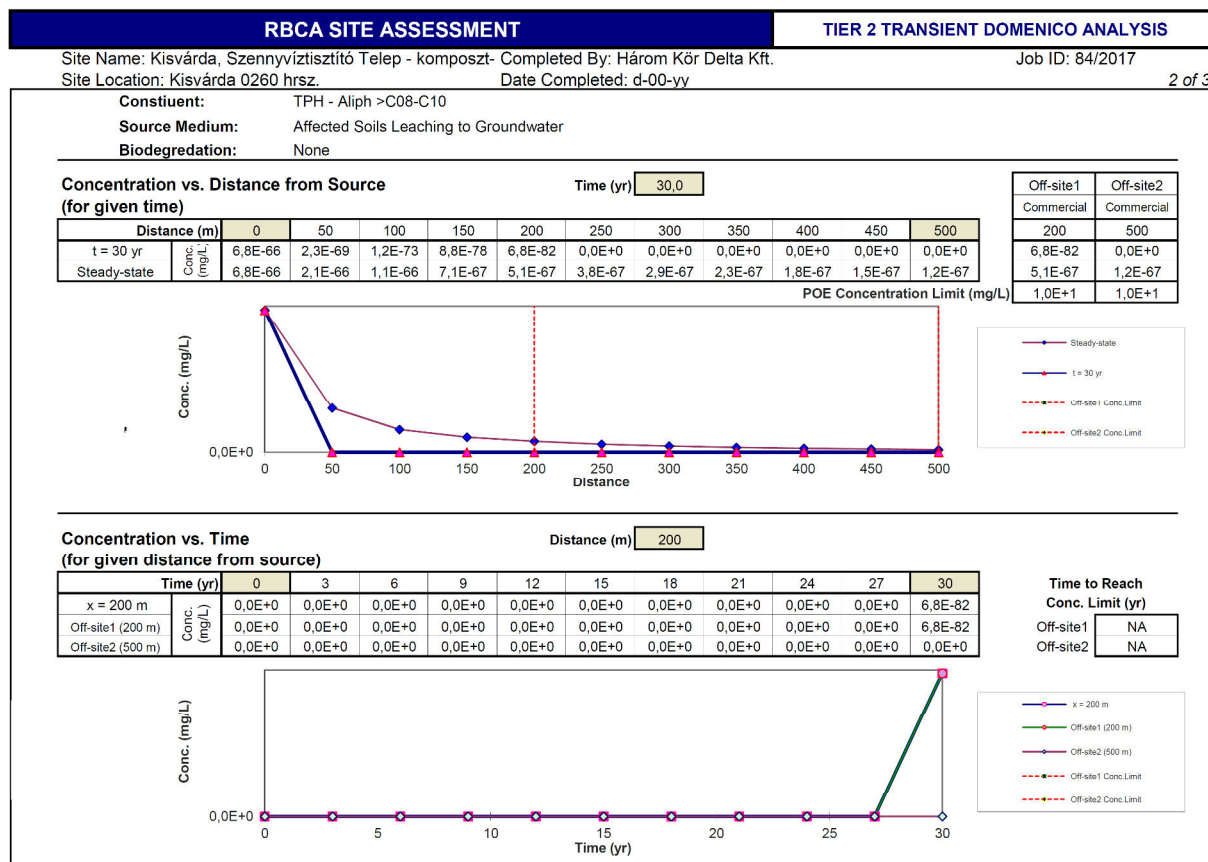 RBCA SITE ASSESSMENT
TIER 2 TRANSIENT DOMENICO ANALYSIS
Site Name: Kisvárda, Szennyvíztisztító Telep - komposzt- Completed By: Három Kör Delta Kft. Job ID: 84/2017
Site Location: Kisvárda 0260 hrsz. Date Completed: d-00-yy 2 of 3
Constiuent: TPH - Aliph >C08-C10
Source Medium: Affected Soils Leaching to Groundwater
Biodegredation: None
Concentration vs. Distance from Source Time (yr) 30,0
(for given time)
Off-site1 Off-site2
Commercial Commercial
Distance (m) 0 50 100 150 200 250 300 350 400 450 500 200 500
Conc. (mg/L)
t = 30 yr 6,8E-66 2,3E-69 1,2E-73 8,8E-78 6,8E-82 0,0E+0 0,0E+0 0,0E+0 0,0E+0 0,0E+0 0,0E+0 6,8E-82 0,0E+0
Steady-state 6,8E-66 2,1E-66 1,1E-66 7,1E-67 5,1E-67 3,8E-67 2,9E-67 2,3E-67 1,8E-67 1,5E-67 1,2E-67 5,1E-67 1,2E-67
POE Concentration Limit (mg/L) 1,0E+1 1,0E+1
Conc. (mg/L)
0,0E+0
0 50 100 150 200 250 300 350 400 450 500
Distance
Steady-state
t = 30 yr
Off-site1 Conc.Limit
Off-site2 Conc.Limit
Concentration vs. Time Distance (m) 200
(for given distance from source)
Time (yr) 0 3 6 9 12 15 18 21 24 27 30
Conc. (mg/L)
x = 200 m 0,0E+0 0,0E+0 0,0E+0 0,0E+0 0,0E+0 0,0E+0 0,0E+0 0,0E+0 0,0E+0 0,0E+0 6,8E-82
Off-site1 (200 m) 0,0E+0 0,0E+0 0,0E+0 0,0E+0 0,0E+0 0,0E+0 0,0E+0 0,0E+0 0,0E+0 0,0E+0 6,8E-82
Off-site2 (500 m) 0,0E+0 0,0E+0 0,0E+0 0,0E+0 0,0E+0 0,0E+0 0,0E+0 0,0E+0 0,0E+0 0,0E+0 0,0E+0
Time to Reach
Conc. Limit (yr)
Off-site1 NA
Off-site2 NA
Conc. (mg/L)
0,0E+0
0 5 10 15 20 25 30
Time (yr)
x = 200 m
Off-site1 (200 m)
Off-site2 (500 m)
Off-site1 Conc.Limit
Off-site2 Conc.Limit